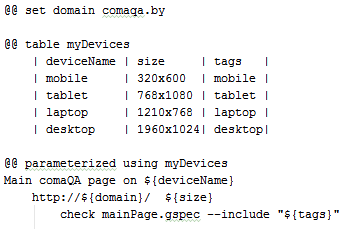 @@ set domain comaqa.by
@@ table myDevices
| deviceName | size | tags |
| mobile | 320x600 | mobile |
| tablet | 768x1080 | tablet |
| laptop | 1210x768 | laptop |
| desktop | 1960x1024| desktop|
@@ parameterized using myDevices
Main comaQA page on ${deviceName}
http://${domain}/ ${size}
check mainPage.gspec --include "${tags}"